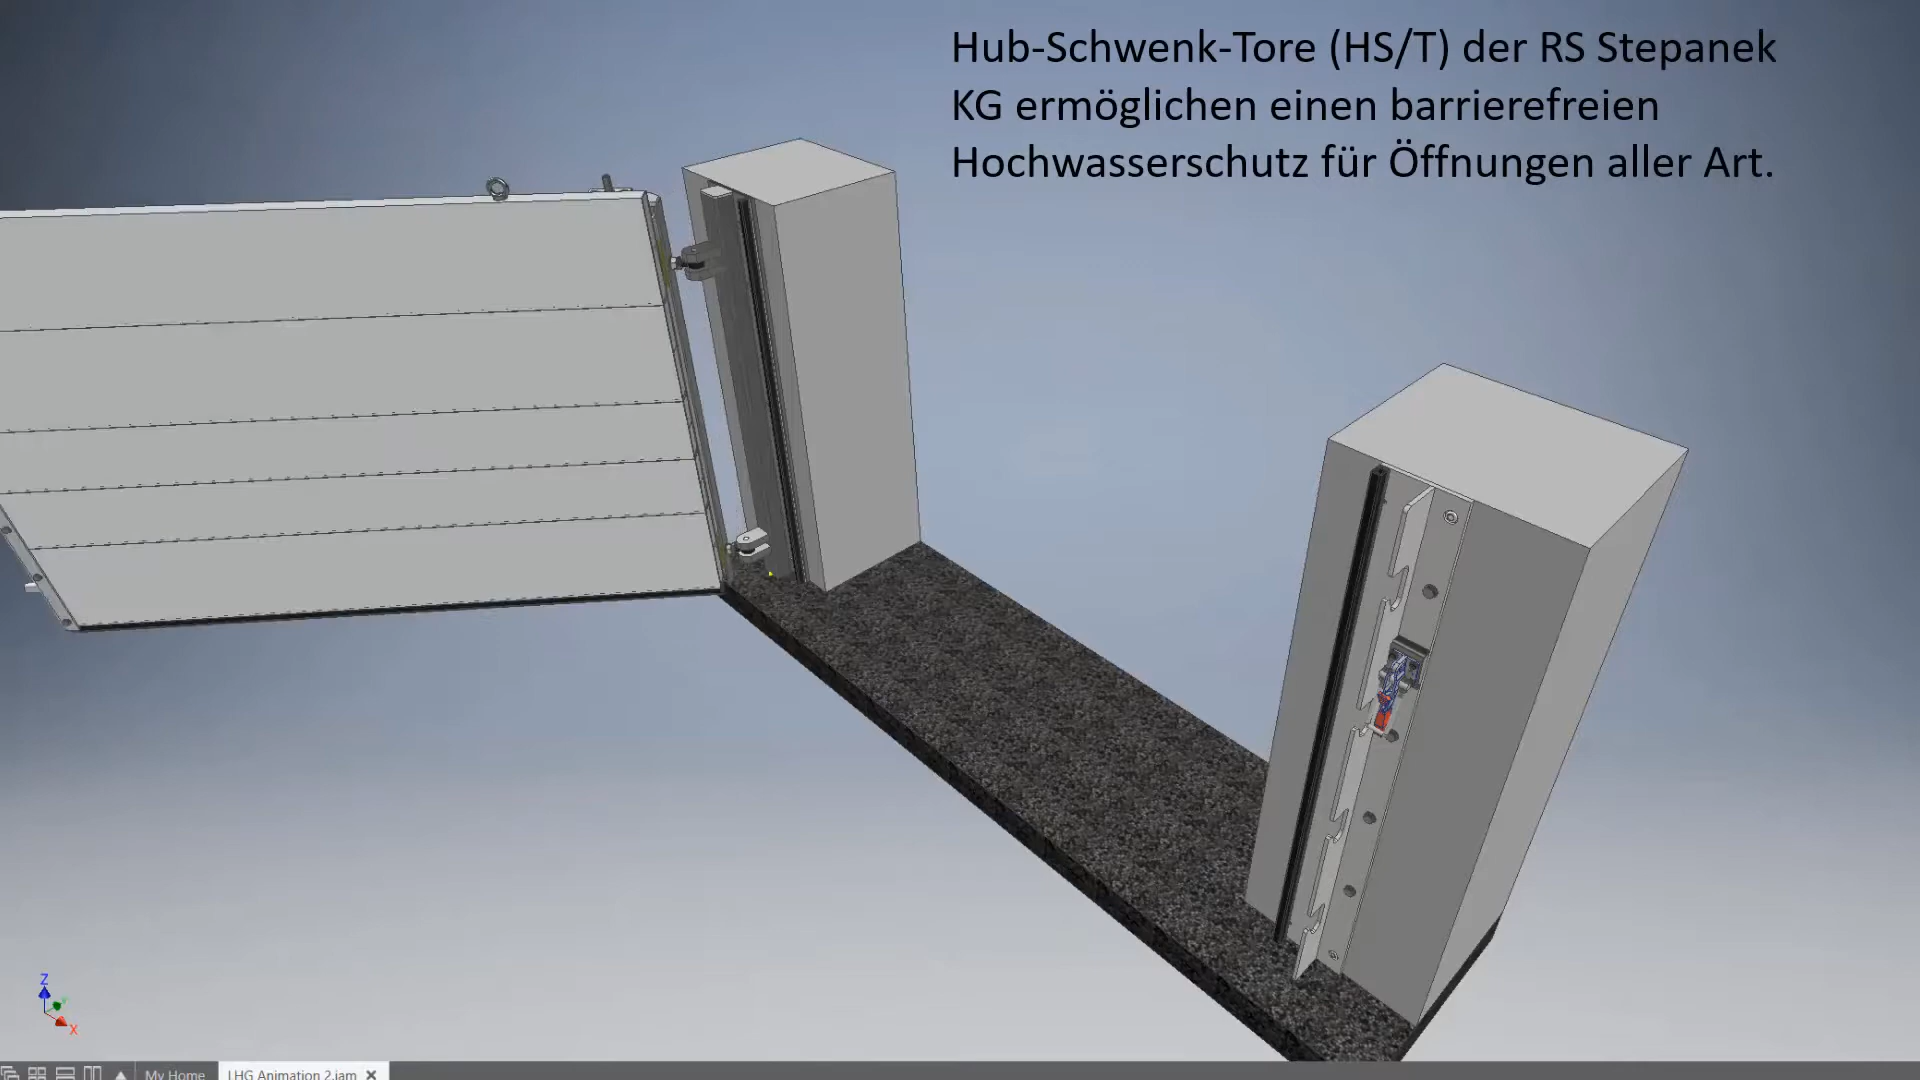 Hub-Schwenk-Tore (HS/T) der RS Stepanek
KG ermöglichen einen barrierefreien
Hochwasserschutz für Öffnungen aller Art.
Z
Y
X
My Home
LHG Animation 2.iam